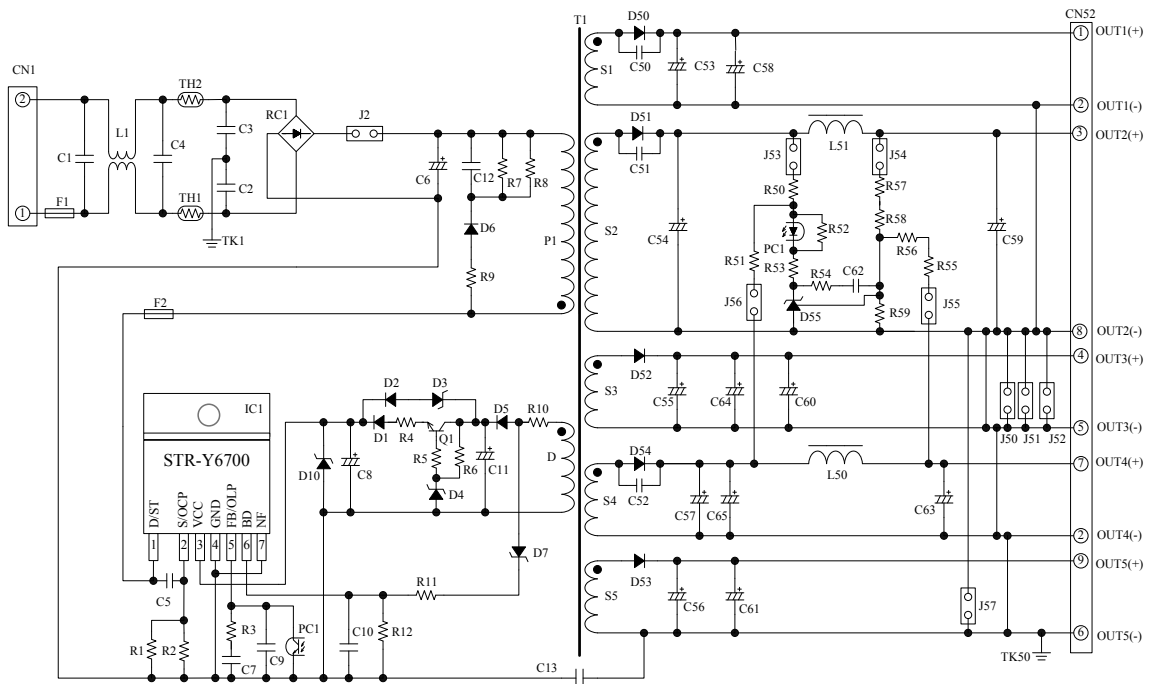 T1
CN52
D50
1
OUT1(+)
C50
S1
C53
C58
CN1
TH2
RC1
J2
2
OUT1(-)
2
L1
C3
D51
3
OUT2(+)
C1
C4
C51
L51
J53
J54
C6
C12
R7
R8
R50
R57
C2
F1
1
TH1
TK1
D6
P1
S2
C54
R58
C59
PC1
R52
R51
R53
R56
R55
R9
R54
C62
J56
J55
F2
D55
R59
8
OUT2(-)
4
OUT3(+)
D52
S3
C55
C64
C60
IC1
D2
D3
D5
R10
J50
J51
J52
5
OUT3(-)
D1
R4
Q1
STR-Y6700
D10
C8
R5
R6
C11
D
D54
7
OUT4(+)
L50
C52
D4
S4
C57
C65
C63
D/ST
S/OCP
VCC
GND
FB/OLP
BD
NF
2
OUT4(-)
1
2
3
4
5
6
7
D7
9
OUT5(+)
D53
C5
R11
S5
C56
C61
J57
R3
PC1
C10
R12
R1
R2
C9
C7
6
OUT5(-)
TK50
C13